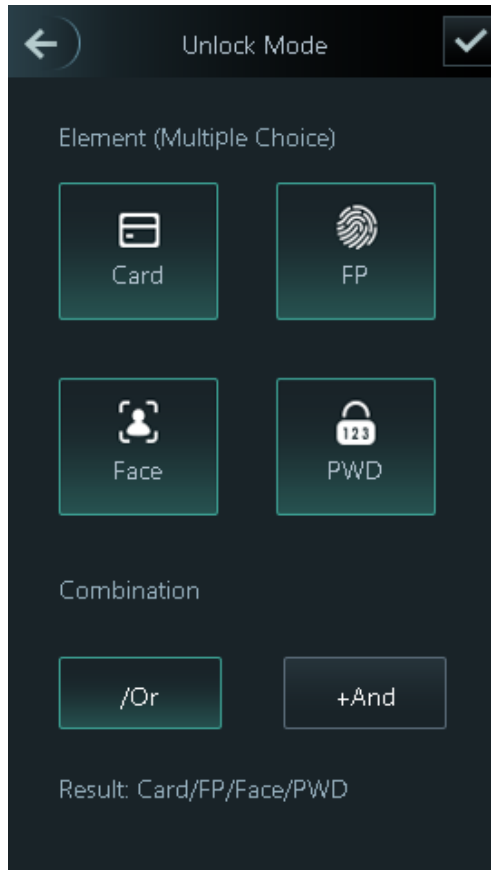 Unlock Mode
Element (Multiple Choice)
Card
FP
Face
123
PWD
Combination
/Or
+And
Result: Card/FP/Face/PWD